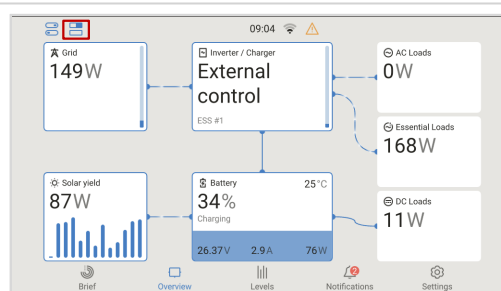 09:04
Grid
149W
Inverter / Charger
External
control
ESS #1
AC Loads
0W
Essential Loads
168W
Solar yield
87W
Battery
25°C
34%
Charging
26.37V
2.9A
76W
DC Loads
11W
2
Brief
Overview
Levels
Notifications
Settings